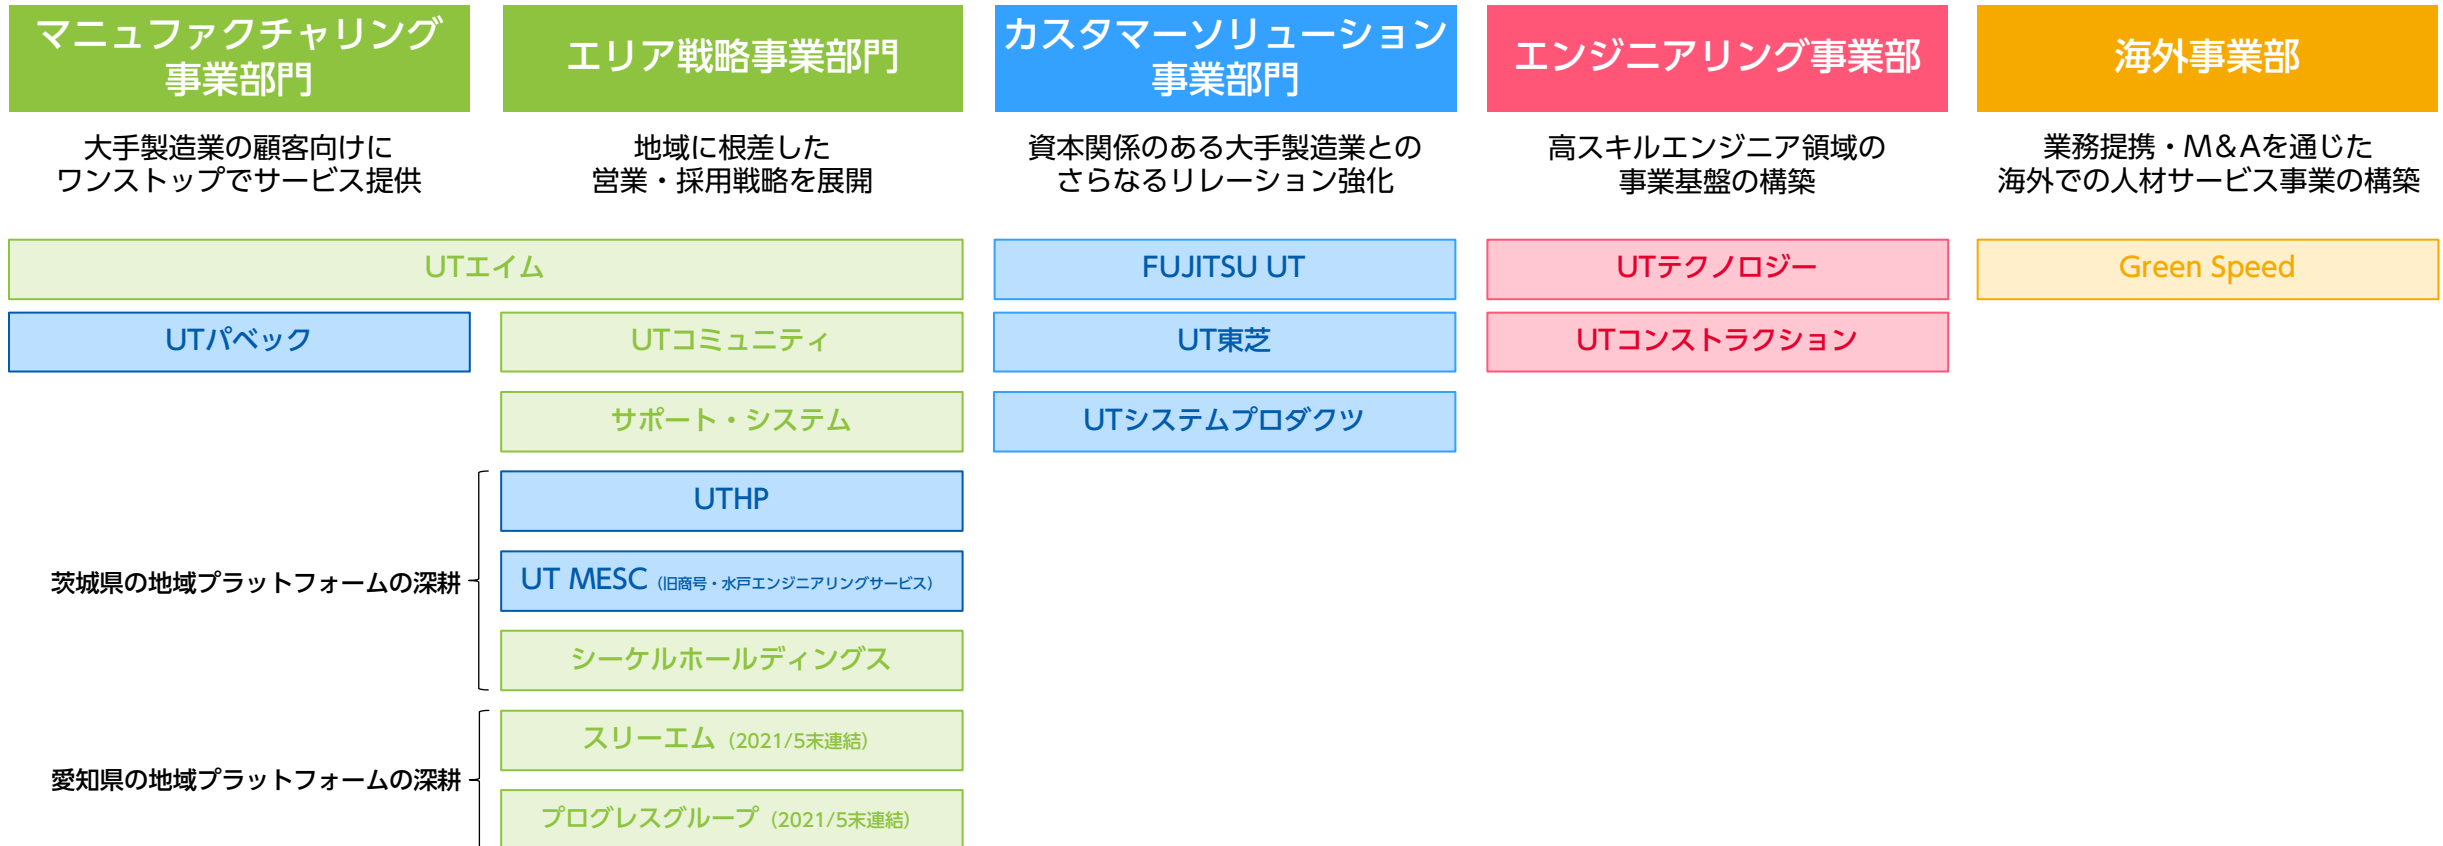 マニュファクチャリング
事業部門
エリア戦略事業部門
カスタマーソリューション
事業部門
エンジニアリング事業部
海外事業部
大手製造業の顧客向けに
ワンストップでサービス提供
地域に根差した
営業・採用戦略を展開
資本関係のある大手製造業との
さらなるリレーション強化
高スキルエンジニア領域の
事業基盤の構築
業務提携・M&Aを通じた
海外での人材サービス事業の構築
UTエイム
FUJITSU UT
UTテクノロジー
Green Speed
UTパベック
UTコミュニティ
UT東芝
UTコンストラクション
サポート・システム
UTシステムプロダクツ
UTHP
茨城県の地域プラットフォームの深耕
UT MESC（旧商号・水戸エンジニアリングサービス）
シーケルホールディングス
スリーエム（2021/5末連結）
愛知県の地域プラットフォームの深耕
プログレスグループ（2021/5末連結）